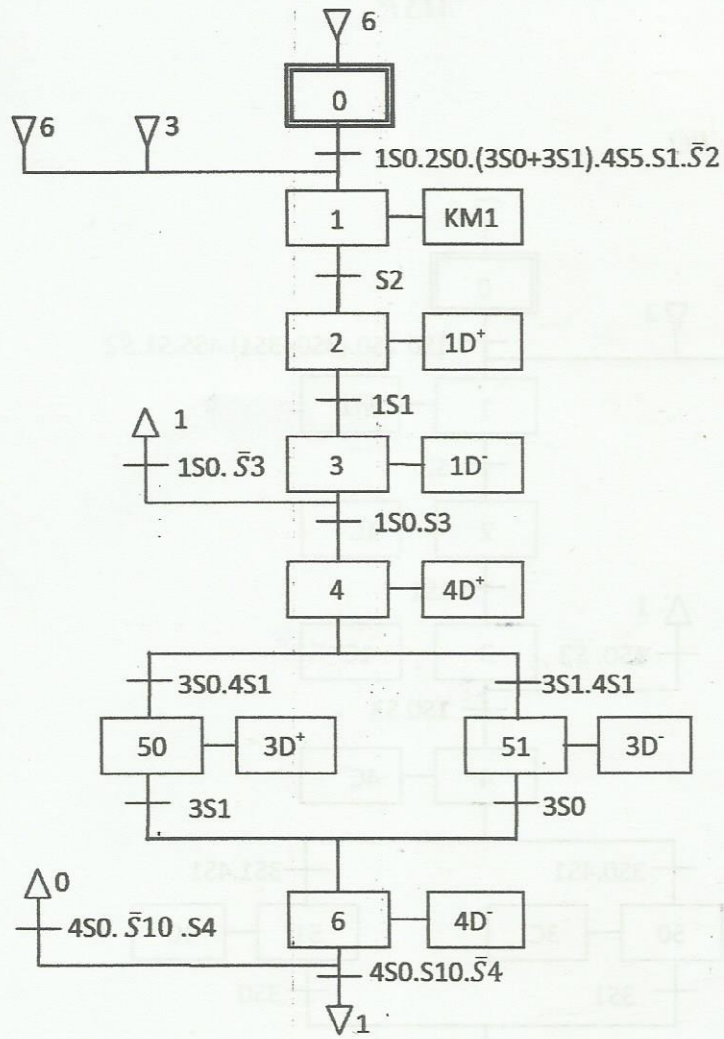 6
0
6 3
1S0.2S0.(3S0+3S1).4S5.S1.S̄2
1 KM1
S2
2 1D⁺
1S1
1
1S0. S̄3
3 1D⁻
1S0.S3
4 4D⁺
3S0.4S1 3S1.4S1
50 3D⁺ 51 3D⁻
3S1 3S0
0
4S0. S̄10 .S4
6 4D⁻
4S0.S10.S̄4
1